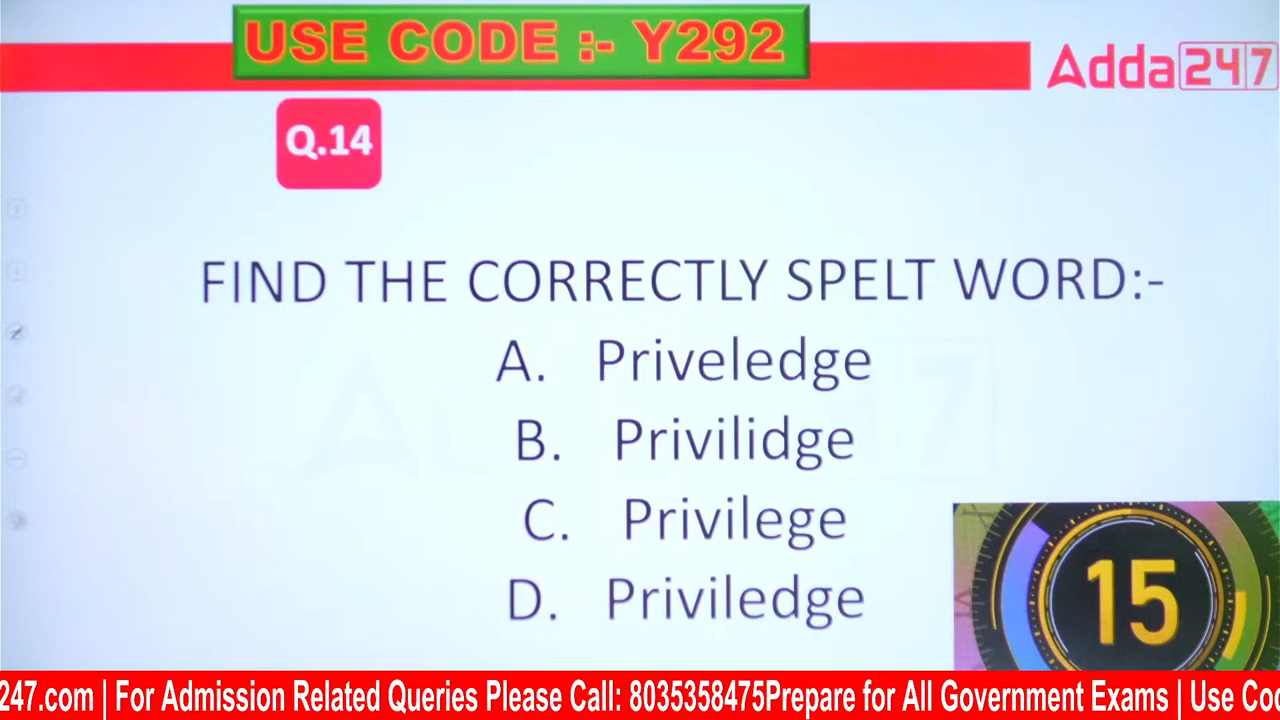 USE CODE :- Y292
Adda247
Q.14
FIND THE CORRECTLY SPELT WORD:-
A. Priveledge
B. Privilidge
C. Privilege
D. Priviledge
15
247.com | For Admission Related Queries Please Call: 8035358475Prepare for All Government Exams | Use Coc